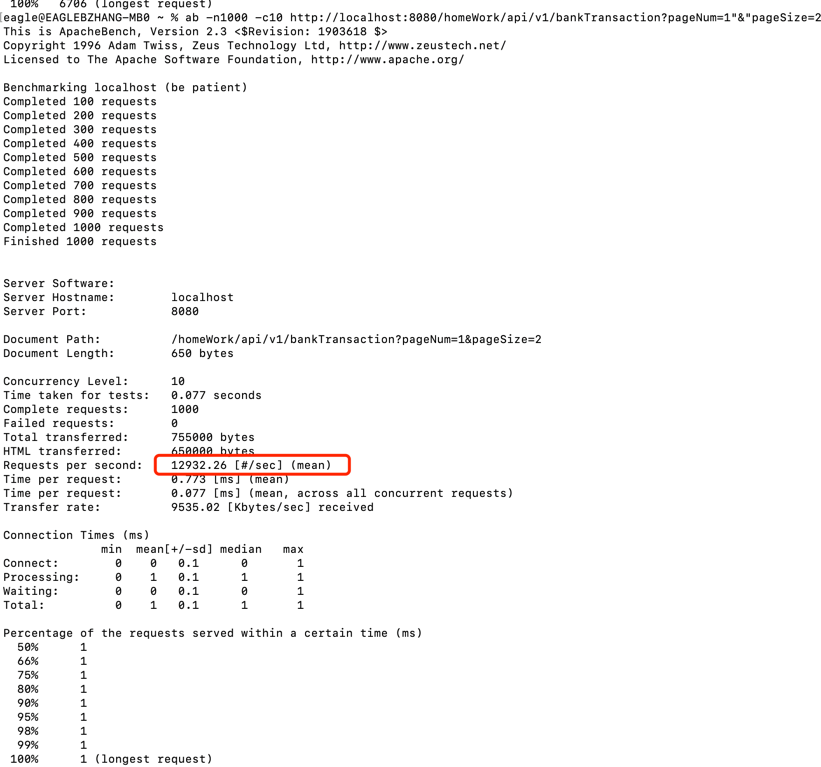 100%   6706 (longest request)
[eagle@EAGLEBZHANG-MB0 ~ % ab -n1000 -c10 http://localhost:8080/homeWork/api/v1/bankTransaction?pageNum=1"&"pageSize=2
This is ApacheBench, Version 2.3 <$Revision: 1903618 $>
Copyright 1996 Adam Twiss, Zeus Technology Ltd, http://www.zeustech.net/
Licensed to The Apache Software Foundation, http://www.apache.org/

Benchmarking localhost (be patient)
Completed 100 requests
Completed 200 requests
Completed 300 requests
Completed 400 requests
Completed 500 requests
Completed 600 requests
Completed 700 requests
Completed 800 requests
Completed 900 requests
Completed 1000 requests
Finished 1000 requests

Server Software:
Server Hostname:        localhost
Server Port:            8080

Document Path:          /homeWork/api/v1/bankTransaction?pageNum=1&pageSize=2
Document Length:        650 bytes

Concurrency Level:      10
Time taken for tests:   0.077 seconds
Complete requests:      1000
Failed requests:        0
Total transferred:      755000 bytes
HTML transferred:       650000 bytes
Requests per second:    12932.26 [#/sec] (mean)
Time per request:       0.773 [ms] (mean)
Time per request:       0.077 [ms] (mean, across all concurrent requests)
Transfer rate:          9535.02 [Kbytes/sec] received

Connection Times (ms)
              min  mean[+/-sd] median   max
Connect:        0    0   0.1      0       1
Processing:     0    1   0.1      1       1
Waiting:        0    0   0.1      0       1
Total:          0    1   0.1      1       1

Percentage of the requests served within a certain time (ms)
  50%      1
  66%      1
  75%      1
  80%      1
  90%      1
  95%      1
  98%      1
  99%      1
 100%      1 (longest request)